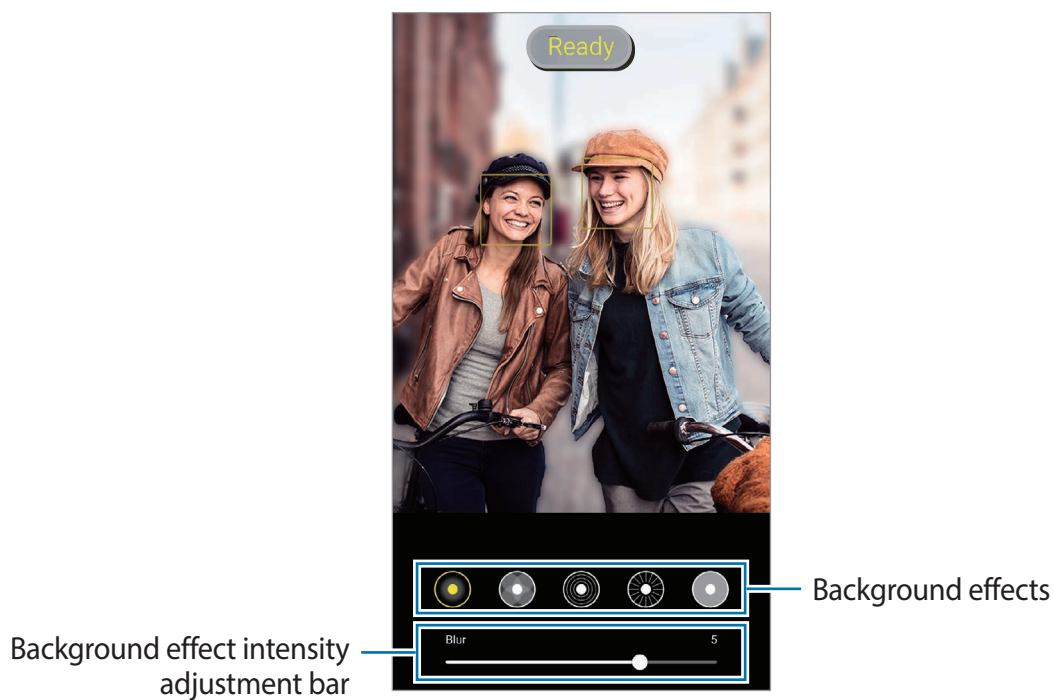 Ready
Background effects
Blur 5
Background effect intensity
adjustment bar